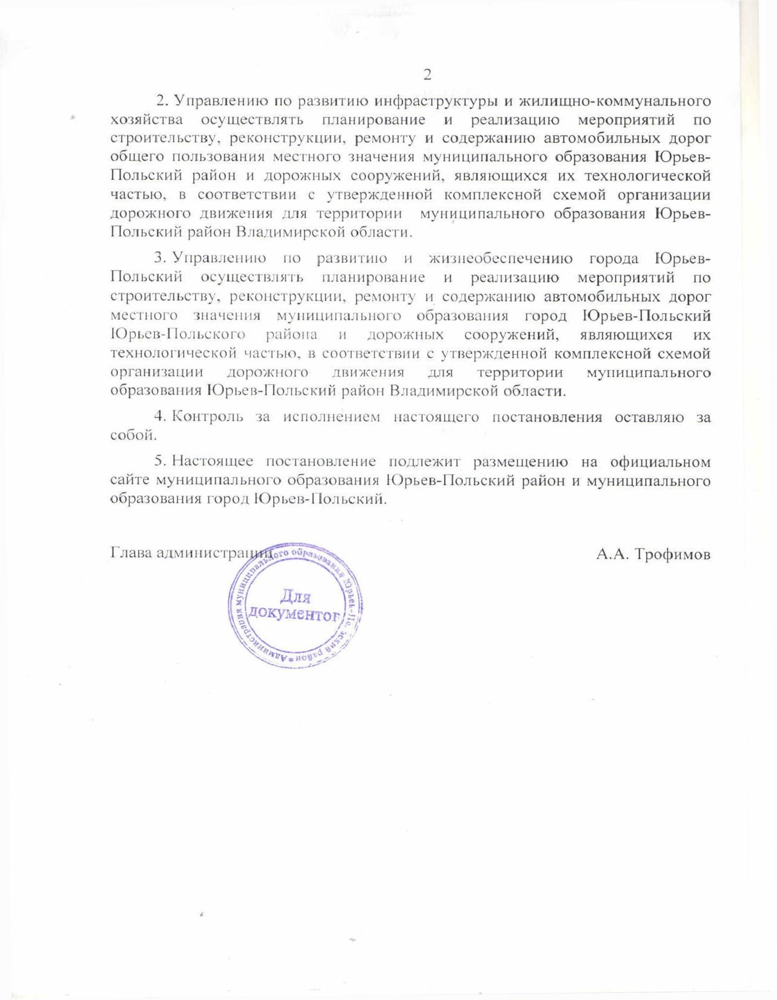 2
2. Управлению по развитию инфраструктуры и жилищно-коммунального
хозяйства осуществлять планирование и реализацию мероприятий по
строительству, реконструкции, ремонту и содержанию автомобильных дорог
общего пользования местного значения муниципального образования Юрьев-
Польский район и дорожных сооружений, являющихся их технологической
частью, в соответствии с утвержденной комплексной схемой организации
дорожного движения для территории муниципального образования Юрьев-
Польский район Владимирской области.
3. Управлению по развитию и жизнеобеспечению города Юрьев-
Польский осуществлять планирование и реализацию мероприятий по
строительству, реконструкции, ремонту и содержанию автомобильных дорог
местного значения муниципального образования город Юрьев-Польский
Юрьев-Польского района и дорожных сооружений, являющихся их
технологической частью, в соответствии с утвержденной комплексной схемой
организации дорожного движения для территории муниципального
образования Юрьев-Польский район Владимирской области.
4. Контроль за исполнением настоящего постановления оставляю за
собой.
5. Настоящее постановление подлежит размещению на официальном
сайте муниципального образования Юрьев-Польский район и муниципального
образования город Юрьев-Польский.
Глава администрации А.А. Трофимов
*Администрация муниципального образования Юрьев-Польский район
Для
документов